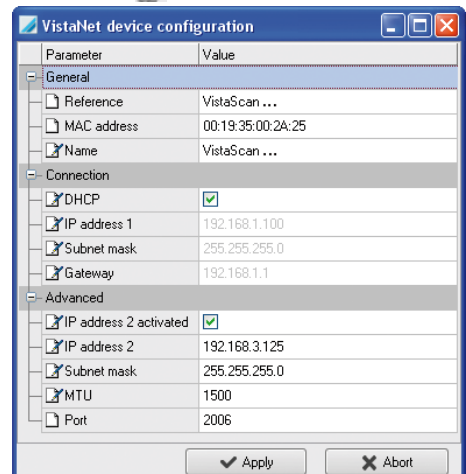 VistaNet device configuration
Parameter Value
General
Reference VistaScan ...
MAC address 00:19:35:00:2A:25
Name VistaScan ...
Connection
DHCP
IP address 1 192.168.1.100
Subnet mask 255.255.255.0
Gateway 192.168.1.1
Advanced
IP address 2 activated
IP address 2 192.168.3.125
Subnet mask 255.255.255.0
MTU 1500
Port 2006
Apply Abort